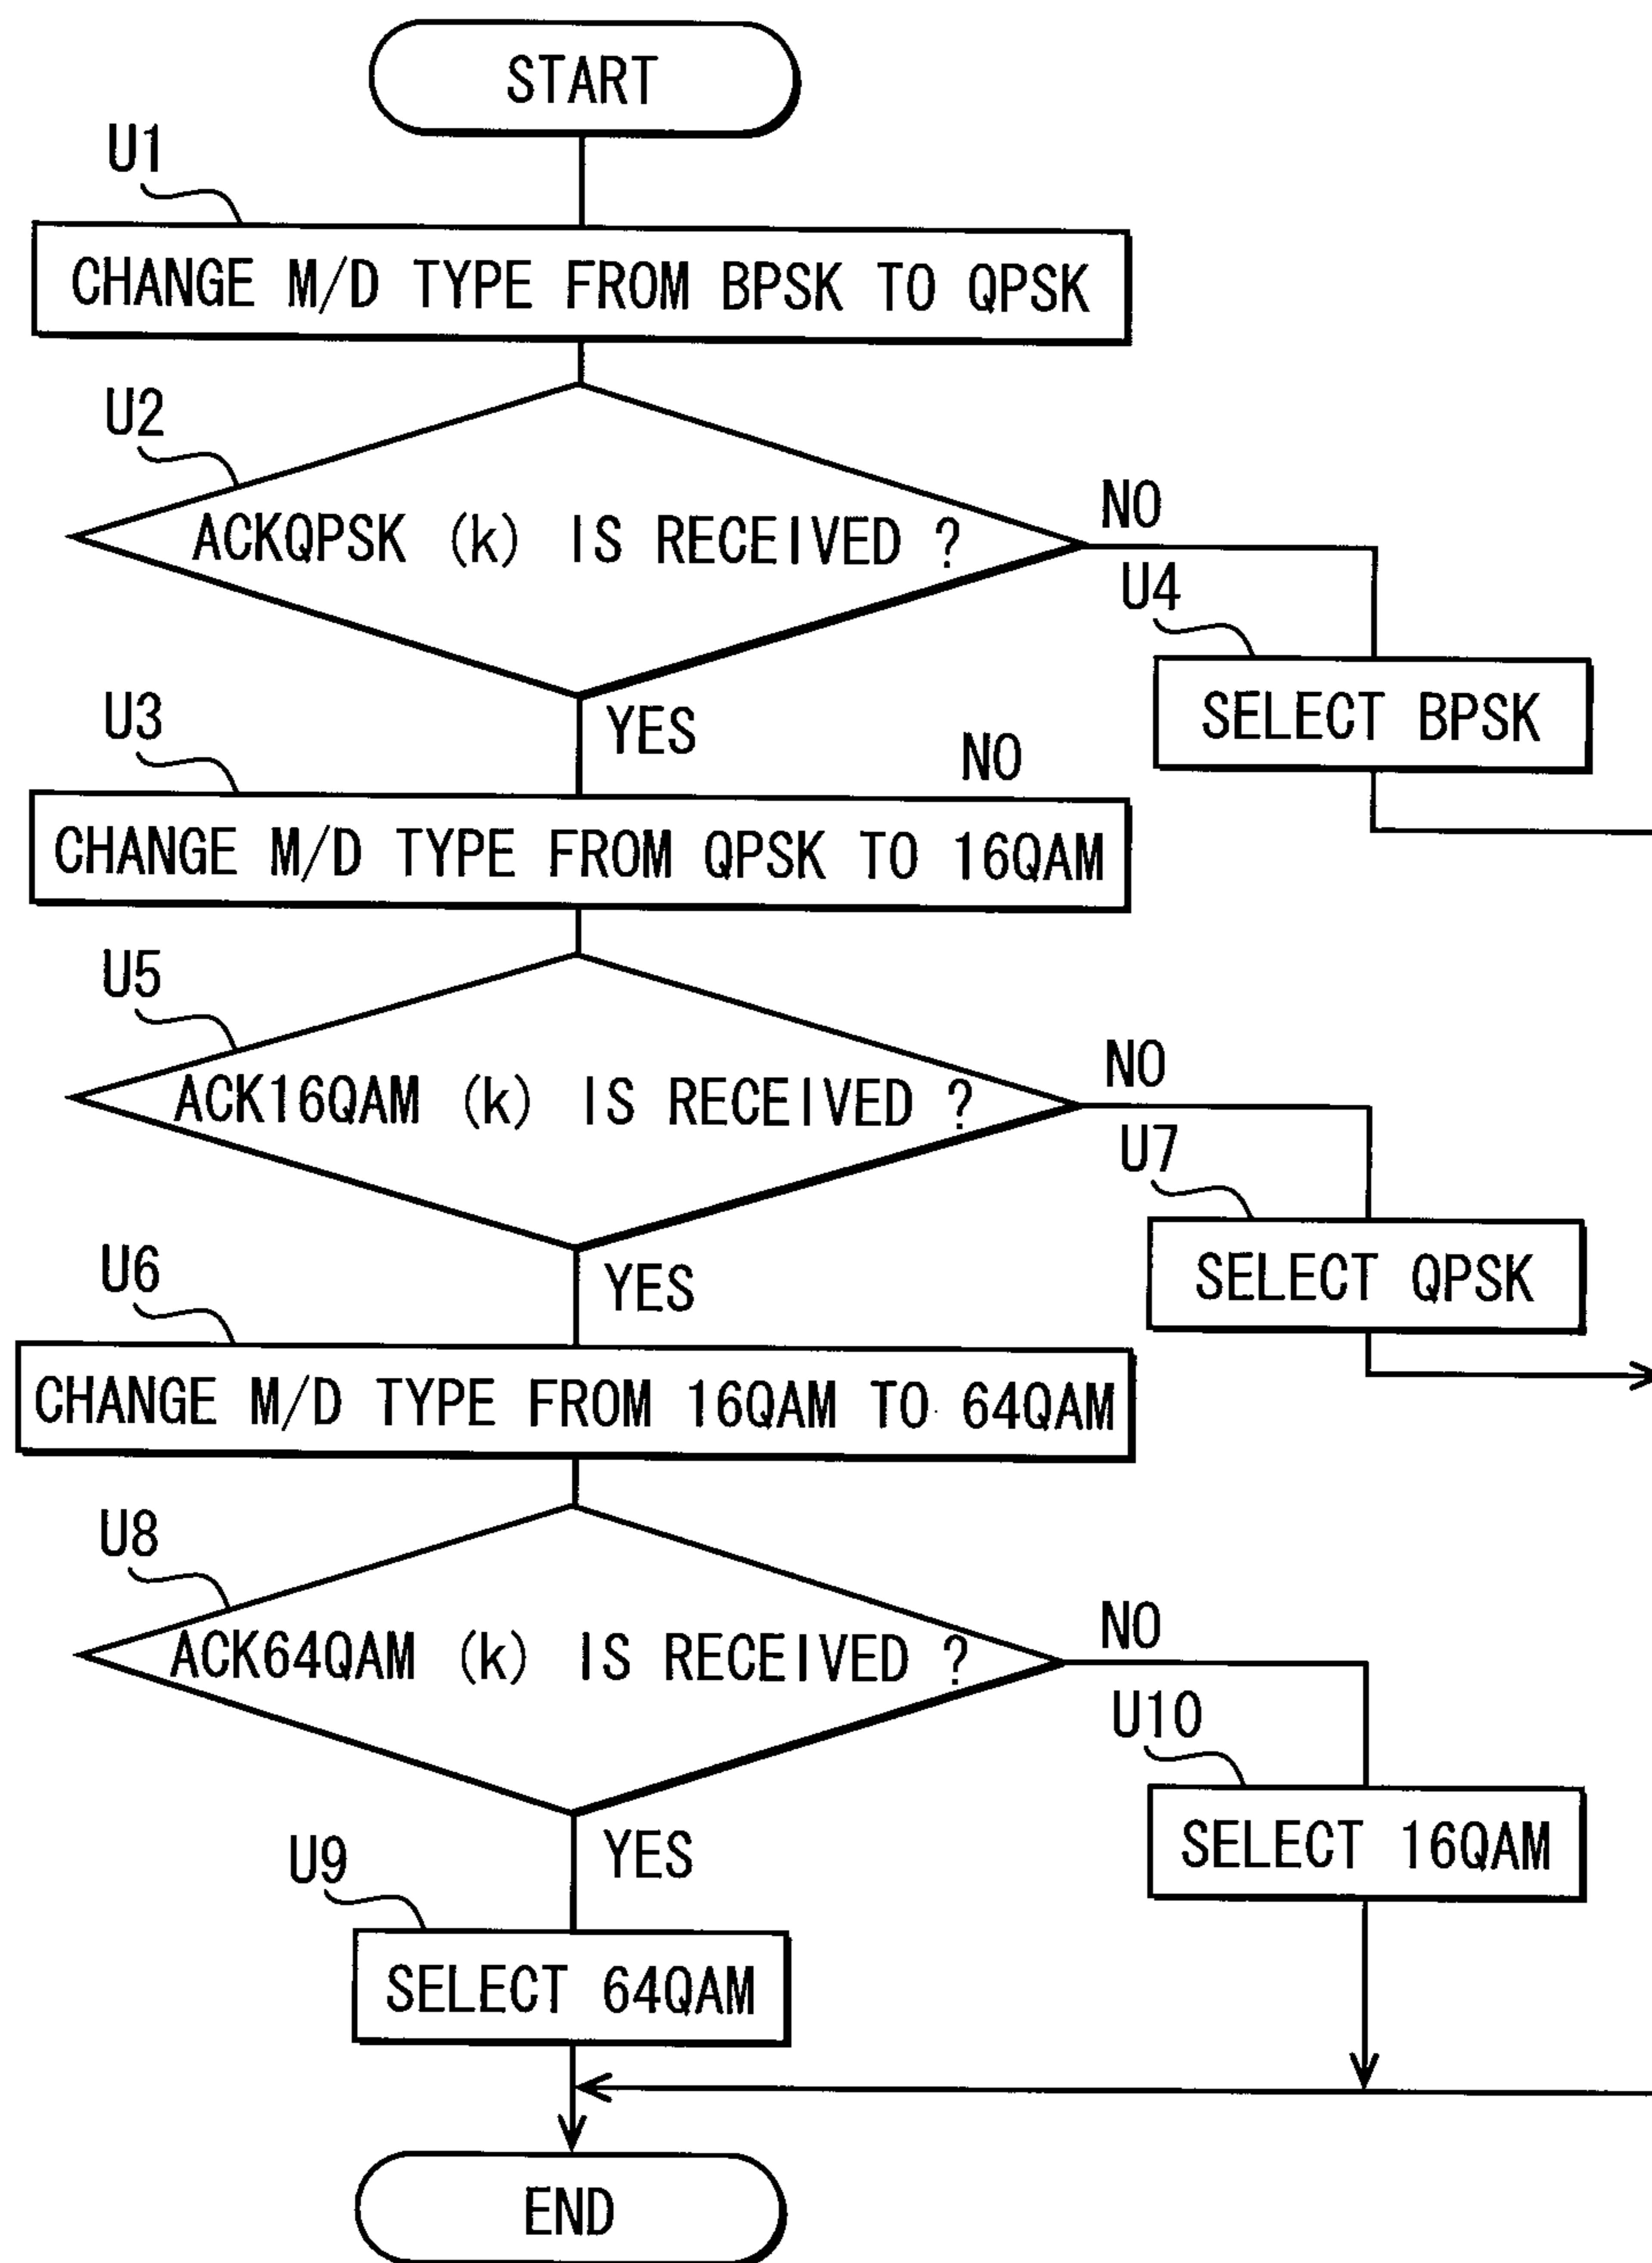 START
U1
CHANGE M/D TYPE FROM BPSK TO QPSK
U2
ACKQPSK (k) IS RECEIVED ?
NO
U4
SELECT BPSK
YES
NO
U3
CHANGE M/D TYPE FROM QPSK TO 16QAM
U5
ACK16QAM (k) IS RECEIVED ?
NO
U7
SELECT QPSK
YES
U6
CHANGE M/D TYPE FROM 16QAM TO 64QAM
U8
ACK64QAM (k) IS RECEIVED ?
NO
U10
SELECT 16QAM
YES
U9
SELECT 64QAM
END